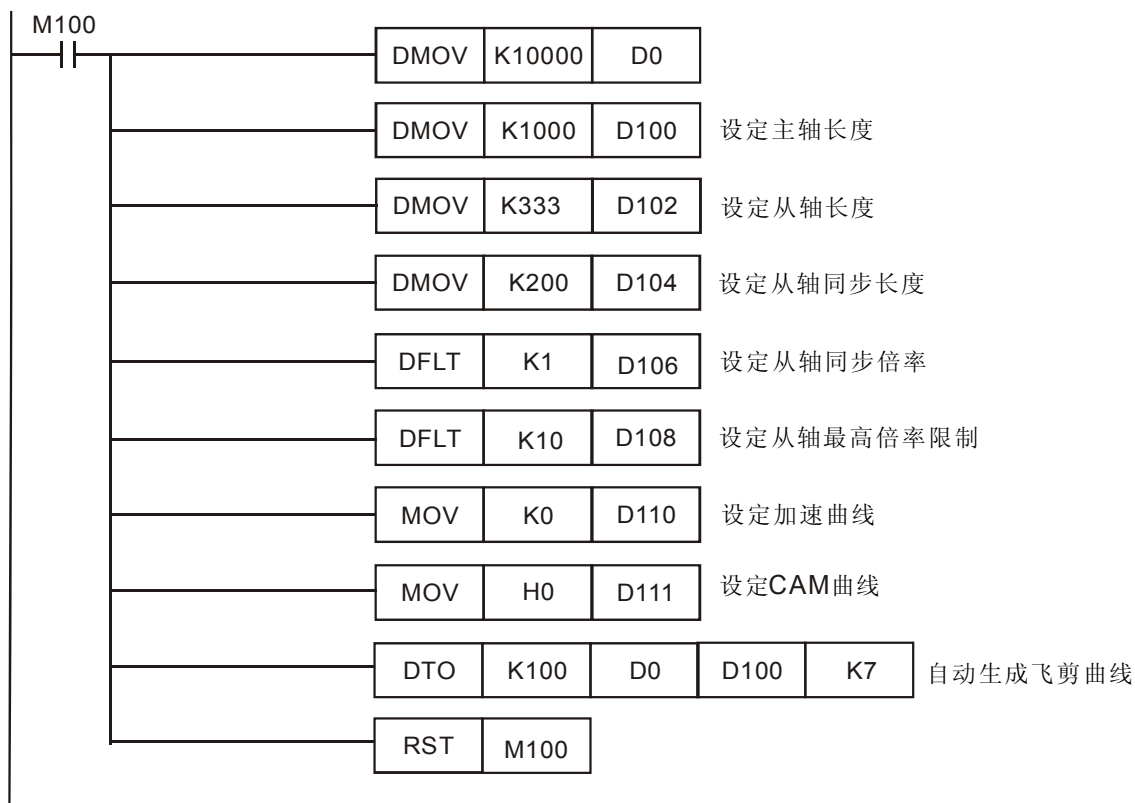 M100
DMOV K10000 D0
DMOV K1000 D100 设定主轴长度
DMOV K333 D102 设定从轴长度
DMOV K200 D104 设定从轴同步长度
DFLT K1 D106 设定从轴同步倍率
DFLT K10 D108 设定从轴最高倍率限制
MOV K0 D110 设定加速曲线
MOV H0 D111 设定CAM曲线
DTO K100 D0 D100 K7 自动生成飞剪曲线
RST M100